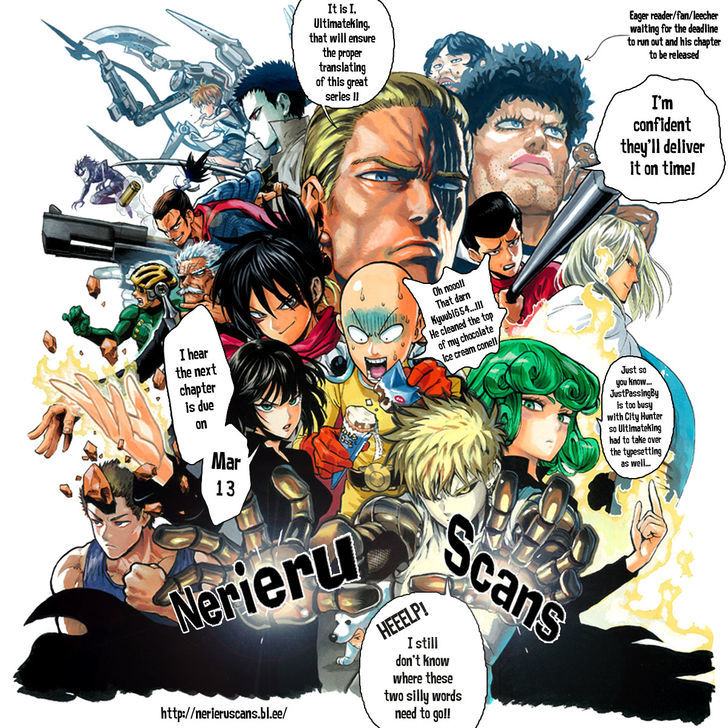 It is I,
Ultimateking,
that will ensure
the proper
translating
of this great
series !!
Eager reader/fan/leecher
waiting for the deadline
to run out and his chapter
to be released
I'm
confident
they'll deliver
it on time!
Oh nooo!!
That darn
Kyuubi654...!!!
He cleaned the top
of my chocolate
ice cream cone!!
I hear
the next
chapter
is due
on
Mar
13
Just so
you know...
JustPassingBy
is too busy
with City Hunter
so Ultimateking
had to take over
the typesetting
as well...
Nerieru
Scans
HEEELP!
I still
don't know
where these
two silly words
need to go!!
http://nerieruscans.bl.ee/